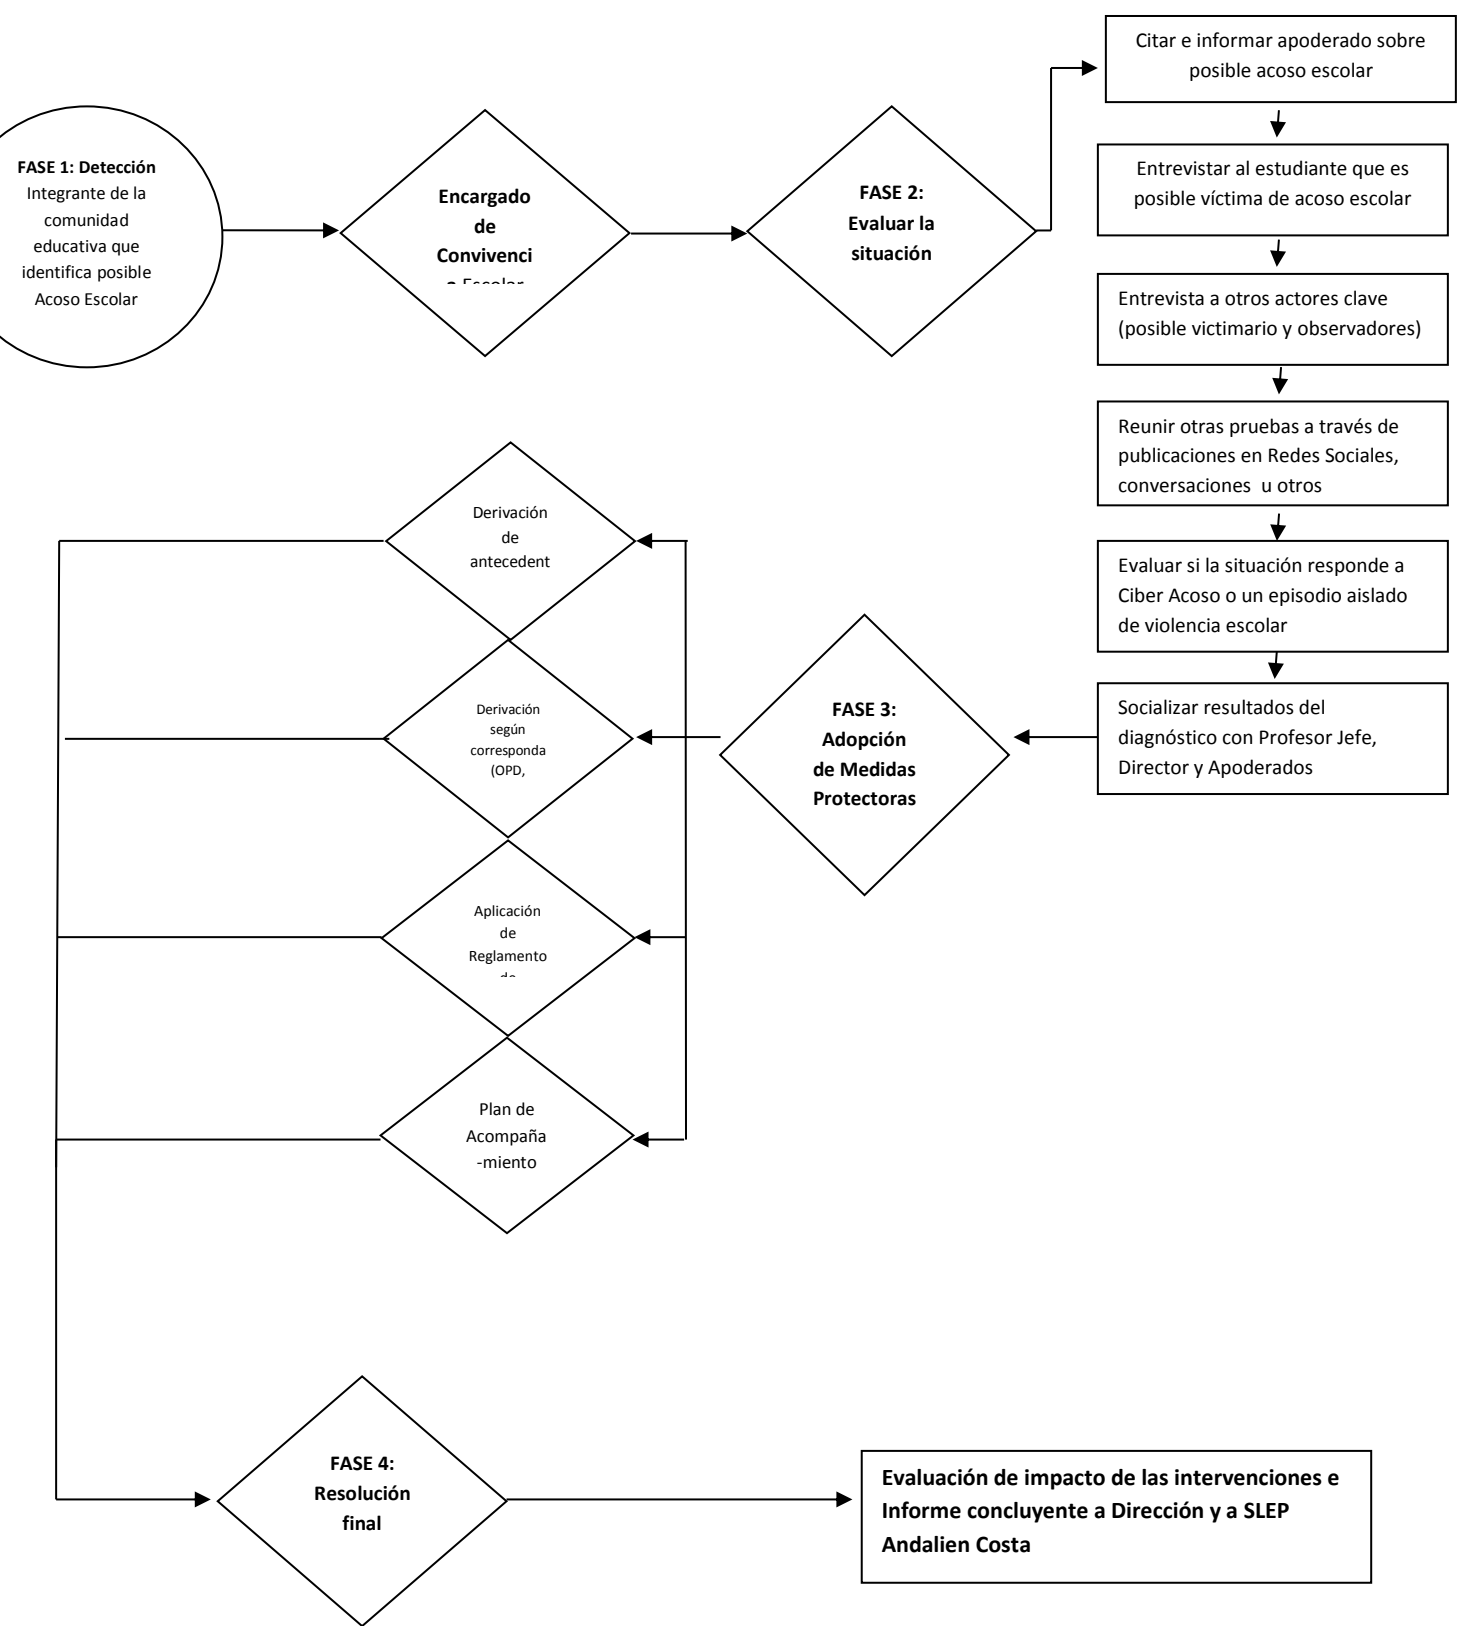 FASE 1: Detección
Integrante de la
comunidad
educativa que
identifica posible
Acoso Escolar
Encargado
de
Convivenci
a Escolar
FASE 2:
Evaluar la
situación
Citar e informar apoderado sobre
posible acoso escolar
Entrevistar al estudiante que es
posible víctima de acoso escolar
Entrevista a otros actores clave
(posible victimario y observadores)
Reunir otras pruebas a través de
publicaciones en Redes Sociales,
conversaciones u otros
Evaluar si la situación responde a
Ciber Acoso o un episodio aislado
de violencia escolar
Socializar resultados del
diagnóstico con Profesor Jefe,
Director y Apoderados
FASE 3:
Adopción
de Medidas
Protectoras
Derivación
de
antecedent
Derivación
según
corresponda
(OPD,
Aplicación
de
Reglamento
de
Plan de
Acompaña
-miento
FASE 4:
Resolución
final
Evaluación de impacto de las intervenciones e
Informe concluyente a Dirección y a SLEP
Andalien Costa